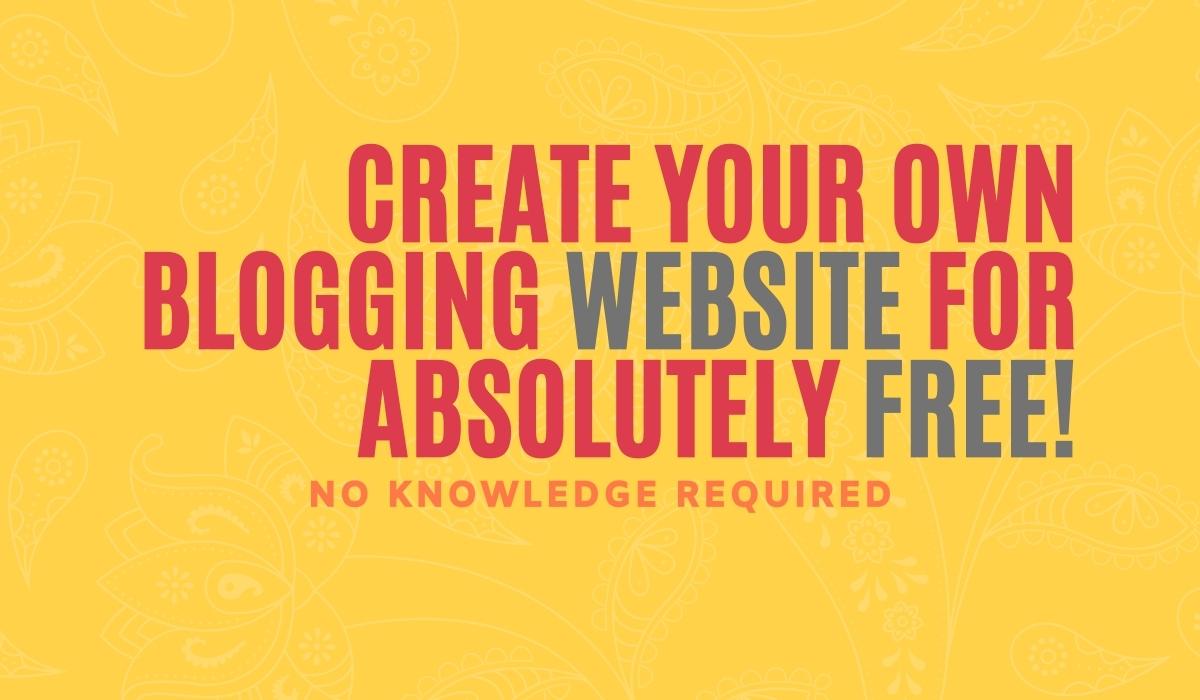 CREATE YOUR OWN
BLOGGING WEBSITE FOR
ABSOLUTELY FREE!
NO KNOWLEDGE REQUIRED